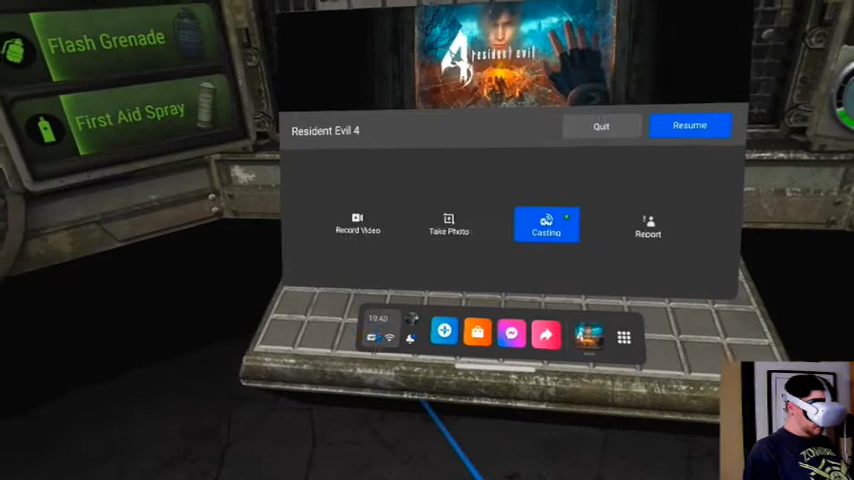 Flash Grenade
First Aid Spray
4
resident evil
Resident Evil 4
Quit
Resume
Record Video
Take Photo
Casting
Report
19:40
ZOMBI